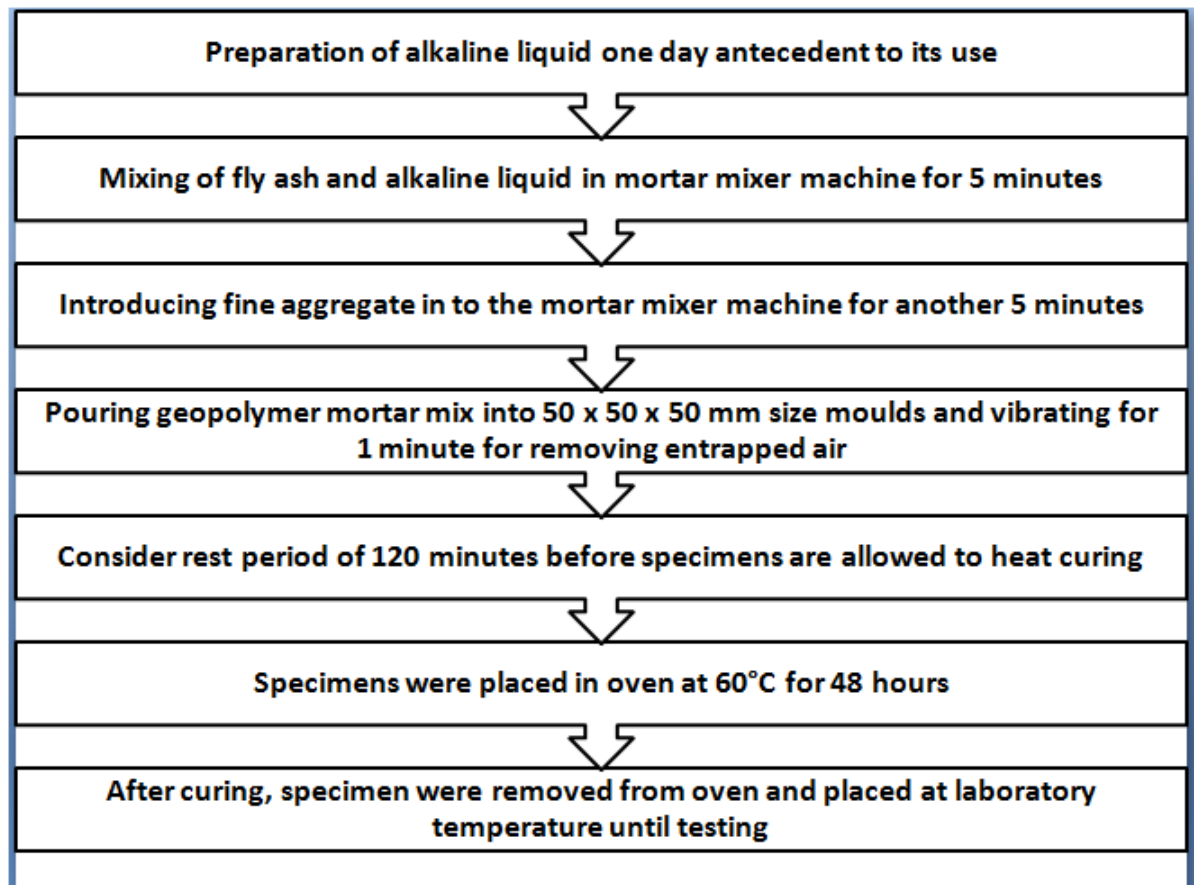 Preparation of alkaline liquid one day antecedent to its use
Mixing of fly ash and alkaline liquid in mortar mixer machine for 5 minutes
Introducing fine aggregate in to the mortar mixer machine for another 5 minutes
Pouring geopolymer mortar mix into 50 x 50 x 50 mm size moulds and vibrating for
1 minute for removing entrapped air
Consider rest period of 120 minutes before specimens are allowed to heat curing
Specimens were placed in oven at 60°C for 48 hours
After curing, specimen were removed from oven and placed at laboratory
temperature until testing